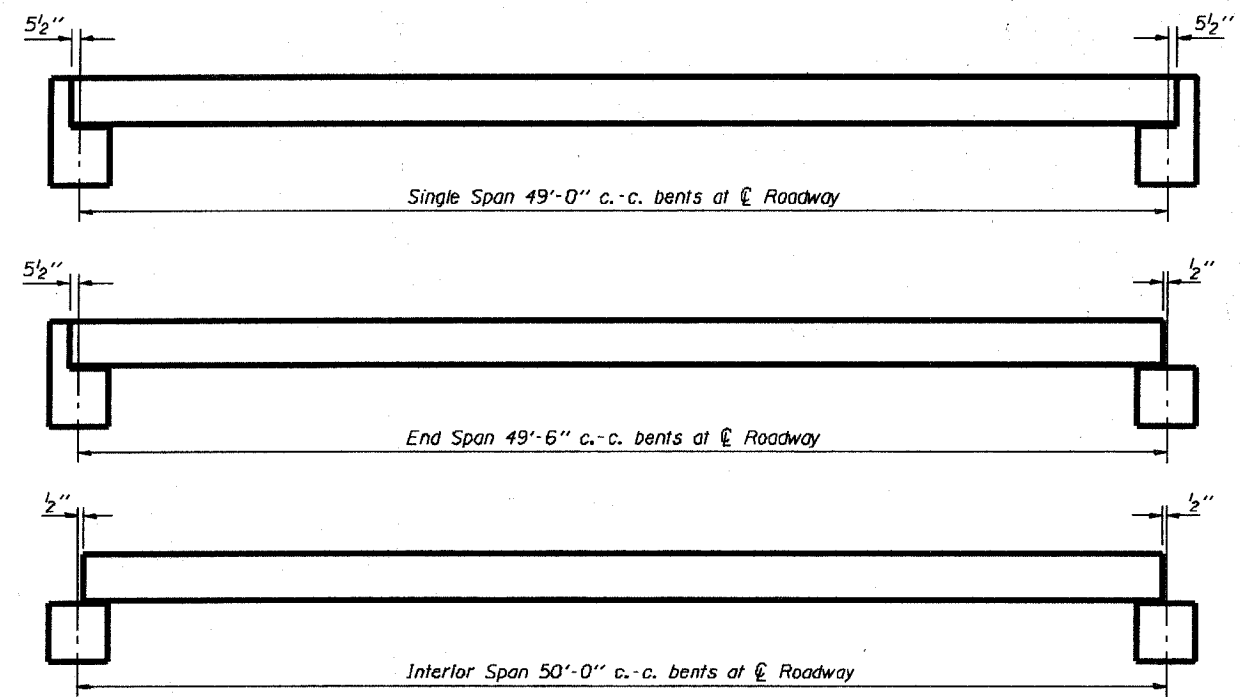 5½" 5½"
Single Span 49'-0" c.-c. bents at ℄ Roadway
5½" ½"
End Span 49'-6" c.-c. bents at ℄ Roadway
½" ½"
Interior Span 50'-0" c.-c. bents at ℄ Roadway